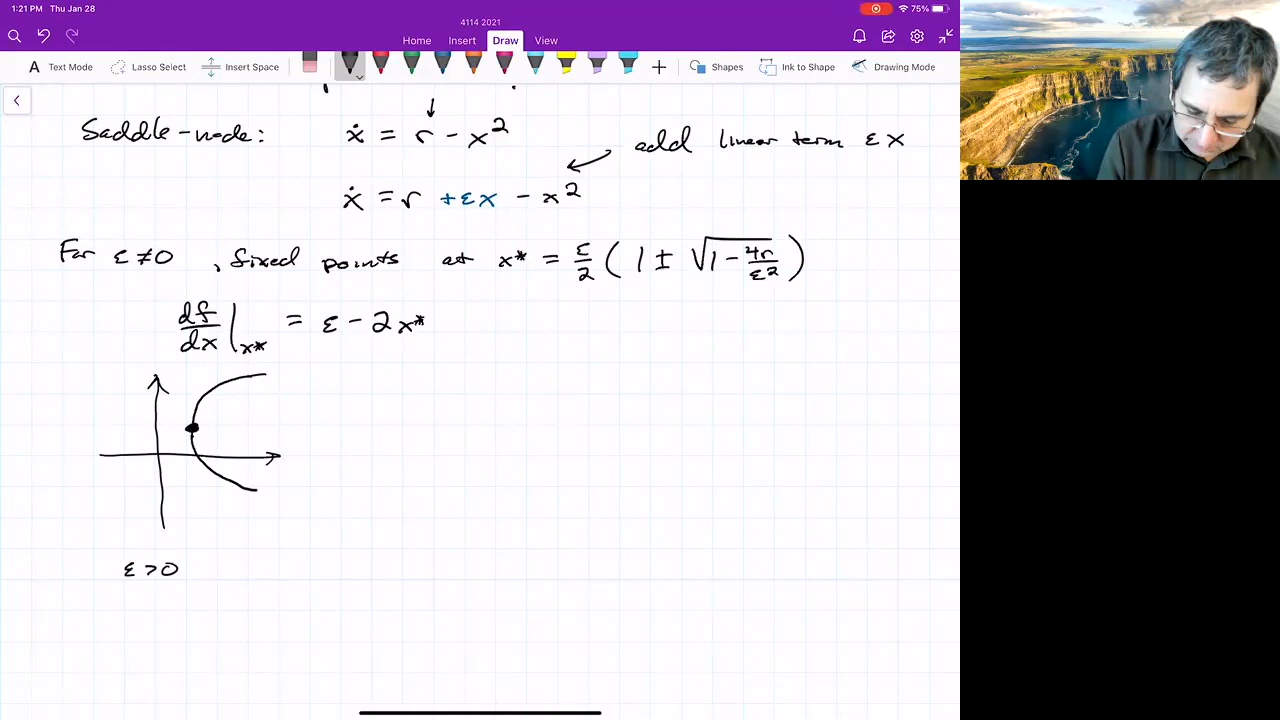 1:21 PM Thu Jan 28
75%
4114 2021
Home Insert Draw View
A Text Mode Lasso Select Insert Space Shapes Ink to Shape Drawing Mode
Saddle-node: ẋ = r - x² add linear term εx
ẋ = r + εx - x²
For ε ≠ 0, fixed points at x* = ε/2 (1 ± √(1 - 4r/ε²))
df/dx |x* = ε - 2x*
ε > 0